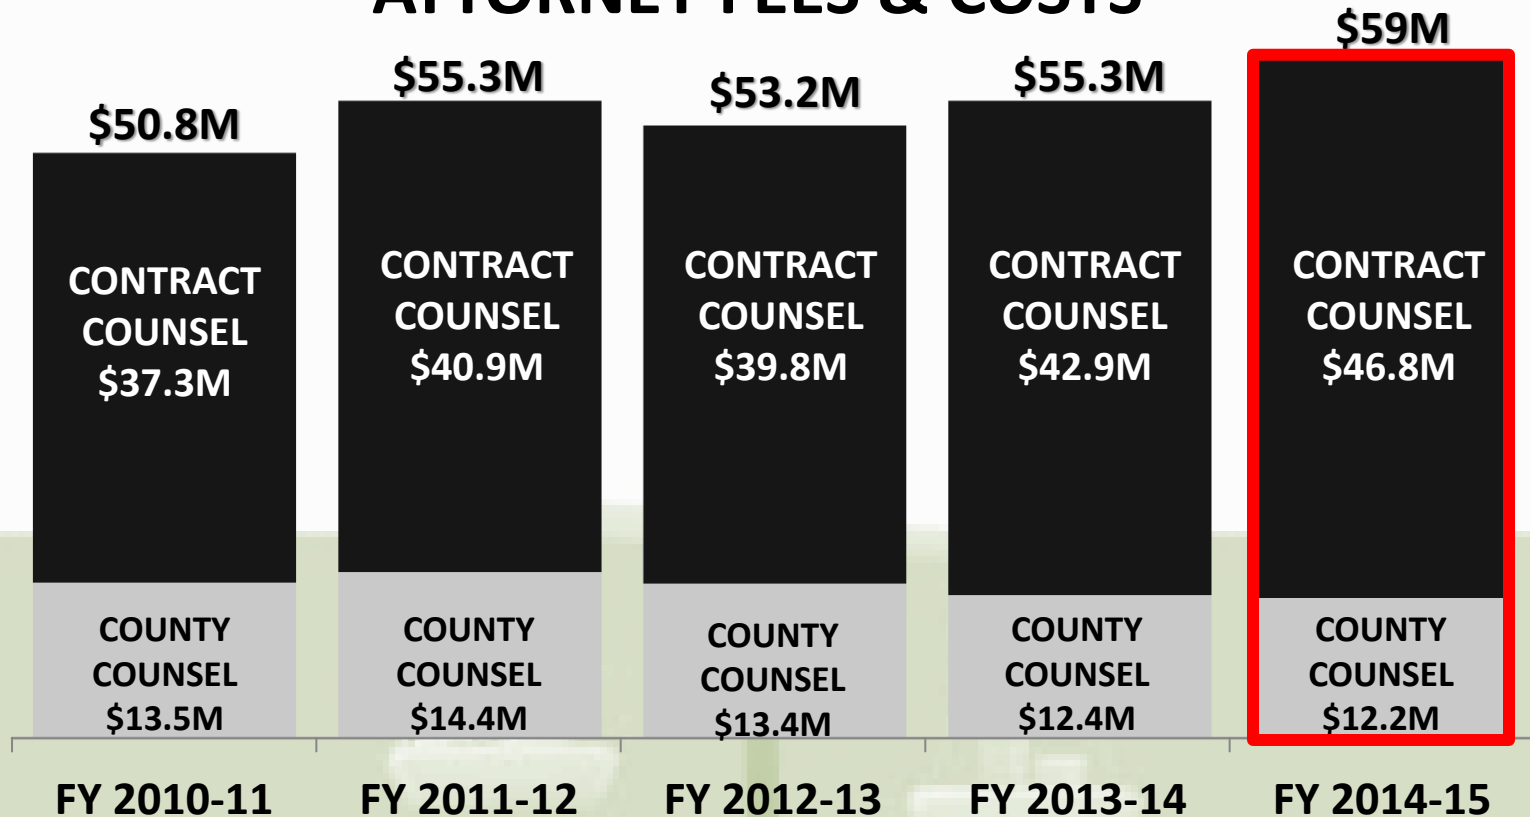 ATTORNEY FEES & COSTS
$50.8M
$55.3M
$53.2M
$55.3M
$59M
CONTRACT
COUNSEL
$37.3M
CONTRACT
COUNSEL
$40.9M
CONTRACT
COUNSEL
$39.8M
CONTRACT
COUNSEL
$42.9M
CONTRACT
COUNSEL
$46.8M
COUNTY
COUNSEL
$13.5M
COUNTY
COUNSEL
$14.4M
COUNTY
COUNSEL
$13.4M
COUNTY
COUNSEL
$12.4M
COUNTY
COUNSEL
$12.2M
FY 2010-11
FY 2011-12
FY 2012-13
FY 2013-14
FY 2014-15